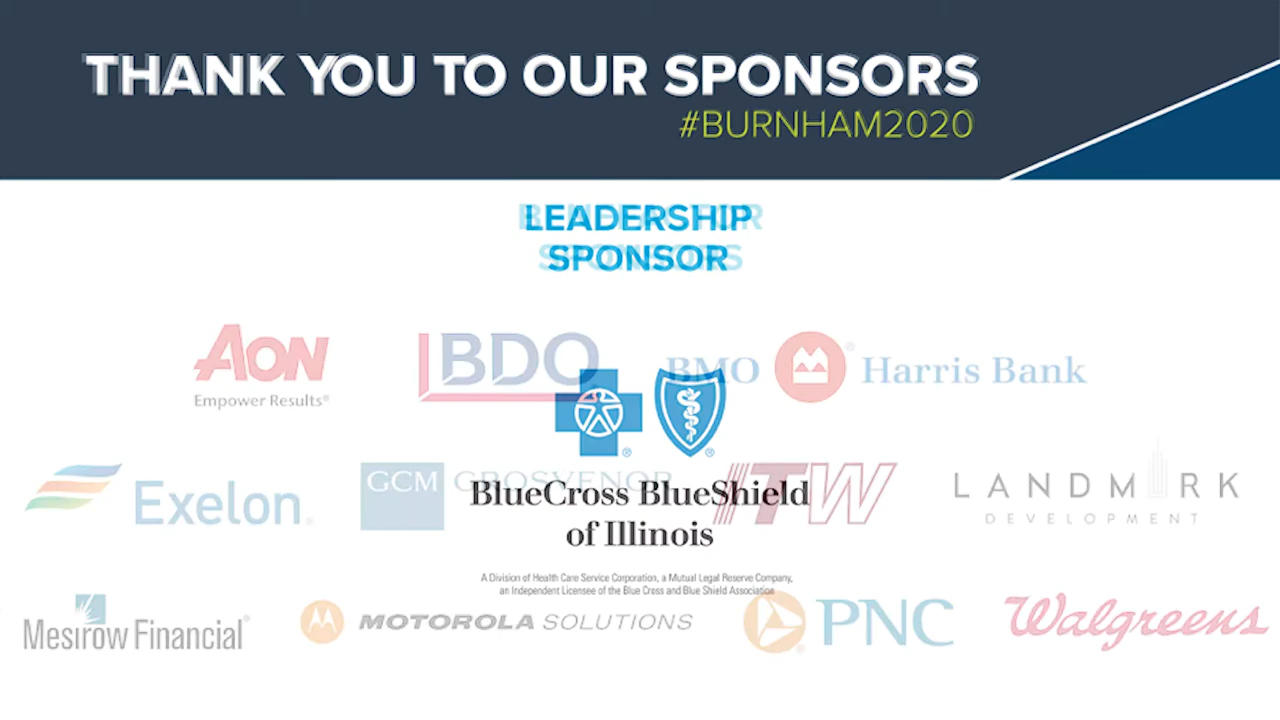 THANK YOU TO OUR SPONSORS
#BURNHAM2020
LEADERSHIP
SPONSOR
AON
Empower Results®
BDO
BMO Harris Bank
BlueCross BlueShield
of Illinois
A Division of Health Care Service Corporation, a Mutual Legal Reserve Company,
an Independent Licensee of the Blue Cross and Blue Shield Association
Exelon®
GCM GROSVENOR
ITW
LANDMARK
DEVELOPMENT
Mesirow Financial®
MOTOROLA SOLUTIONS
PNC
Walgreens